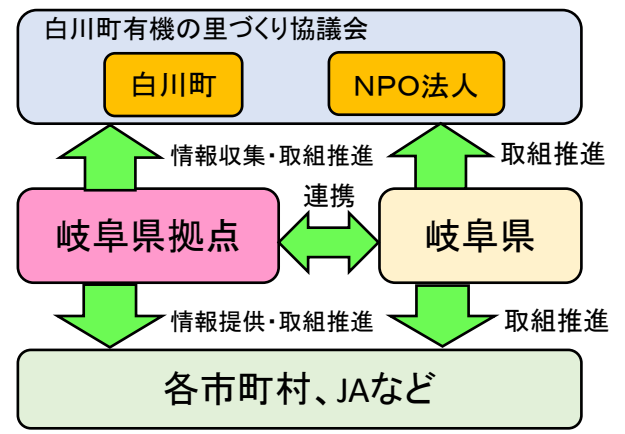 白川町有機の里づくり協議会
白川町
NPO法人
情報収集・取組推進
取組推進
連携
岐阜県拠点
岐阜県
情報提供・取組推進
取組推進
各市町村、JAなど